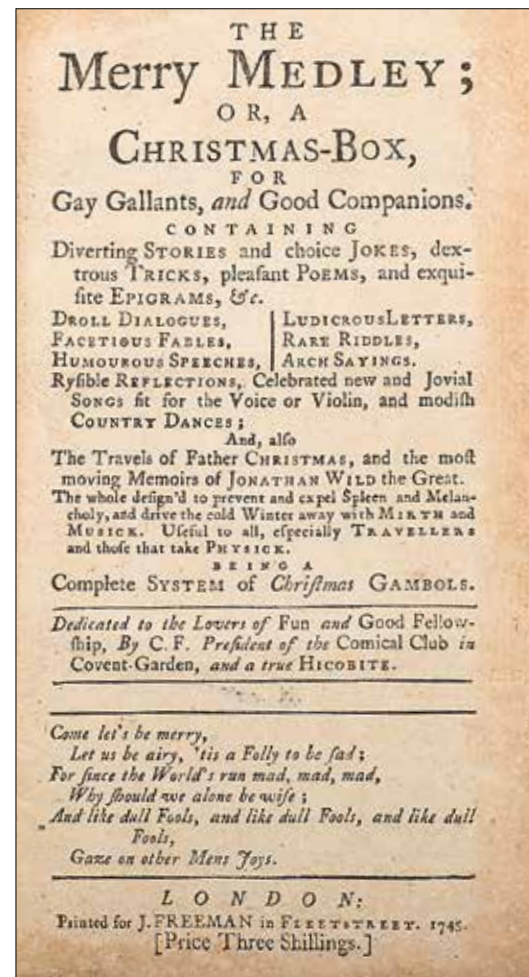 THE
Merry MEDLEY;
OR, A
CHRISTMAS-BOX,
FOR
Gay Gallants, and Good Companions.
CONTAINING
Diverting STORIES and choice JOKES, dex-
trous TRICKS, pleaſant POEMS, and exqui-
ſite EPIGRAMS, &c.
DROLL DIALOGUES,
FACETIOUS FABLES,
HUMOUROUS SPEECHES,
LUDICROUS LETTERS,
RARE RIDDLES,
ARCH SAYINGS.
Ryſible REFLECTIONS, Celebrated new and Jovial
SONGS fit for the Voice or Violin, and modiſh
COUNTRY DANCES;
And, alſo
The Travels of Father CHRISTMAS, and the moſt
moving Memoirs of JONATHAN WILD the Great.
The whole deſign'd to prevent and expel Spleen and Melan-
choly, and drive the cold Winter away with MIRTH and
MUSICK. Uſeful to all, eſpecially TRAVELLERS
and thoſe that take PHYSICK.
BEING A
Complete SYSTEM of Chriſtmas GAMBOLS.
Dedicated to the Lovers of Fun and Good Fellow-
ſhip, By C. F. Preſident of the Comical Club in
Covent-Garden, and a true HICOBITE.
Come let's be merry,
Let us be airy, 'tis a Folly to be ſad;
For ſince the World's run mad, mad, mad,
Why ſhould we alone be wiſe;
And like dull Fools, and like dull Fools, and like dull
Fools,
Gaze on other Mens Joys.
LONDON:
Printed for J. FREEMAN in FLEETSTREET. 1745.
[Price Three Shillings.]